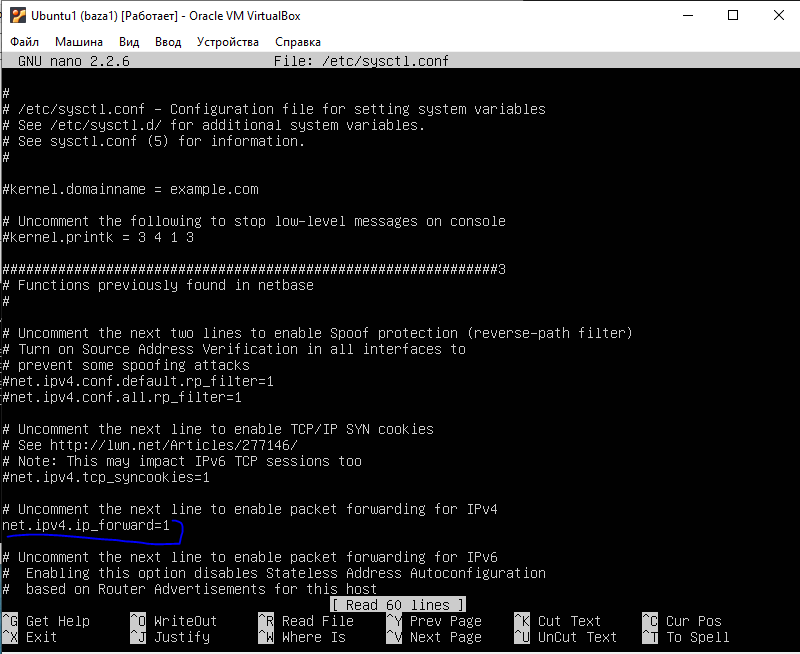 Ubuntu1 (baza1) [Работает] - Oracle VM VirtualBox
Файл Машина Вид Ввод Устройства Справка
GNU nano 2.2.6 File: /etc/sysctl.conf
#
# /etc/sysctl.conf - Configuration file for setting system variables
# See /etc/sysctl.d/ for additional system variables.
# See sysctl.conf (5) for information.
#
#kernel.domainname = example.com
# Uncomment the following to stop low-level messages on console
#kernel.printk = 3 4 1 3
##############################################################3
# Functions previously found in netbase
#
# Uncomment the next two lines to enable Spoof protection (reverse-path filter)
# Turn on Source Address Verification in all interfaces to
# prevent some spoofing attacks
#net.ipv4.conf.default.rp_filter=1
#net.ipv4.conf.all.rp_filter=1
# Uncomment the next line to enable TCP/IP SYN cookies
# See http://lwn.net/Articles/277146/
# Note: This may impact IPv6 TCP sessions too
#net.ipv4.tcp_syncookies=1
# Uncomment the next line to enable packet forwarding for IPv4
net.ipv4.ip_forward=1
# Uncomment the next line to enable packet forwarding for IPv6
#  Enabling this option disables Stateless Address Autoconfiguration
#  based on Router Advertisements for this host
[ Read 60 lines ]
^G Get Help ^O WriteOut ^R Read File ^Y Prev Page ^K Cut Text ^C Cur Pos
^X Exit ^J Justify ^W Where Is ^V Next Page ^U UnCut Text ^T To Spell